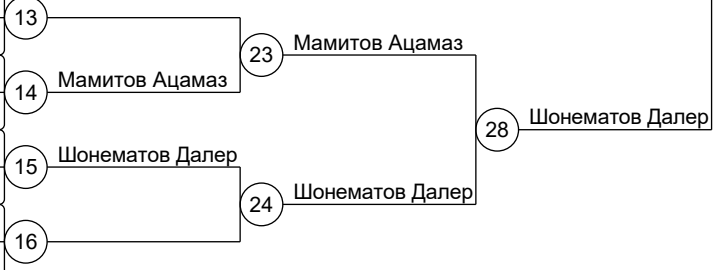 13
23 Мамитов Ацамаз
14 Мамитов Ацамаз
28 Шонематов Далер
15 Шонематов Далер
24 Шонематов Далер
16